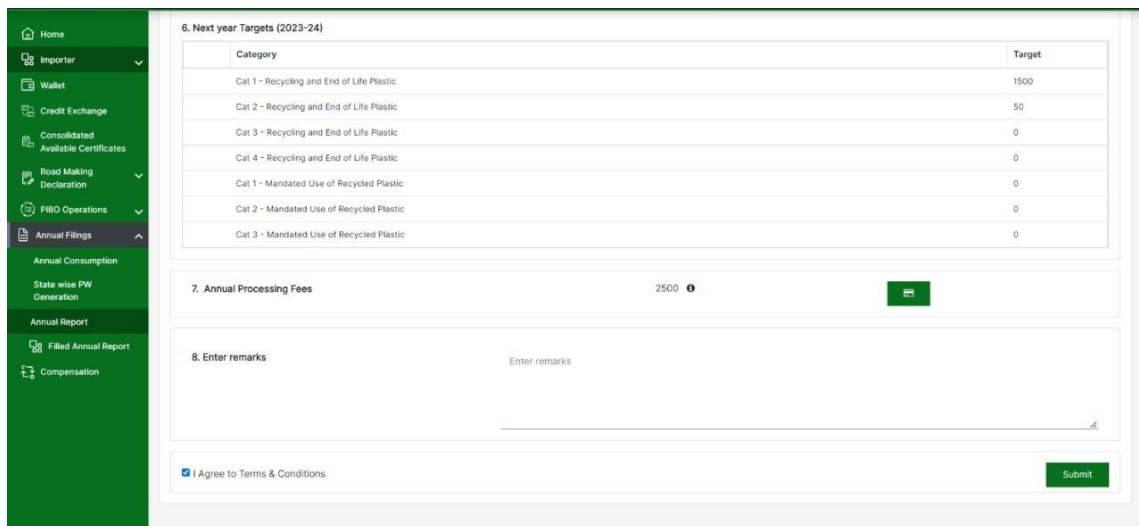 Home
Importer
Wallet
Credit Exchange
Consolidated
Available Certificates
Road Making
Declaration
PIBO Operations
Annual Filings
Annual Consumption
State wise PW
Generation
Annual Report
Filled Annual Report
Compensation
6. Next year Targets (2023-24)
Category Target
Cat 1 - Recycling and End of Life Plastic 1500
Cat 2 - Recycling and End of Life Plastic 50
Cat 3 - Recycling and End of Life Plastic 0
Cat 4 - Recycling and End of Life Plastic 0
Cat 1 - Mandated Use of Recycled Plastic 0
Cat 2 - Mandated Use of Recycled Plastic 0
Cat 3 - Mandated Use of Recycled Plastic 0
7. Annual Processing Fees 2500
8. Enter remarks Enter remarks
I Agree to Terms & Conditions Submit